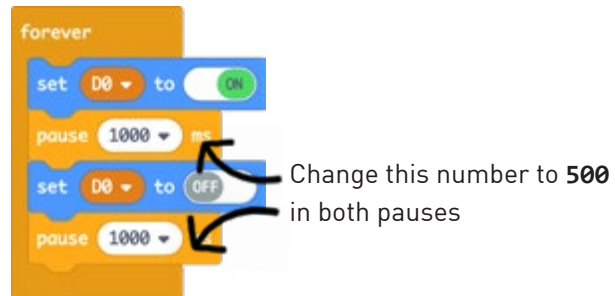 forever
set D0 to ON
pause 1000 ms
set D0 to OFF
pause 1000
Change this number to 500
in both pauses